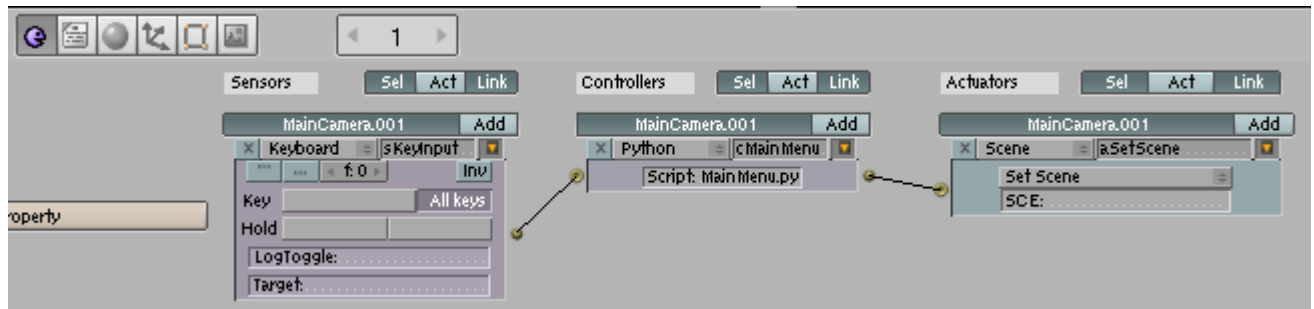 1
Sensors Sel Act Link Controllers Sel Act Link Actuators Sel Act Link
MainCamera.001 Add MainCamera.001 Add MainCamera.001 Add
X Keyboard sKeyInput X Python cMainMenu X Scene aSetScene
f: 0 Inv Script: MainMenu.py Set Scene
Key All keys SCE:
roperty
Hold
LogToggle:
Target: